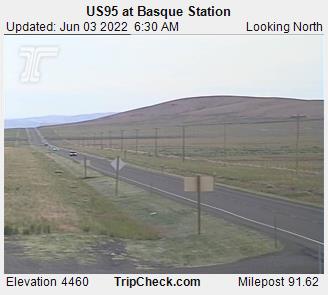 US95 at Basque Station
Updated: Jun 03 2022 6:30 AM Looking North
Elevation 4460 TripCheck.com Milepost 91.62